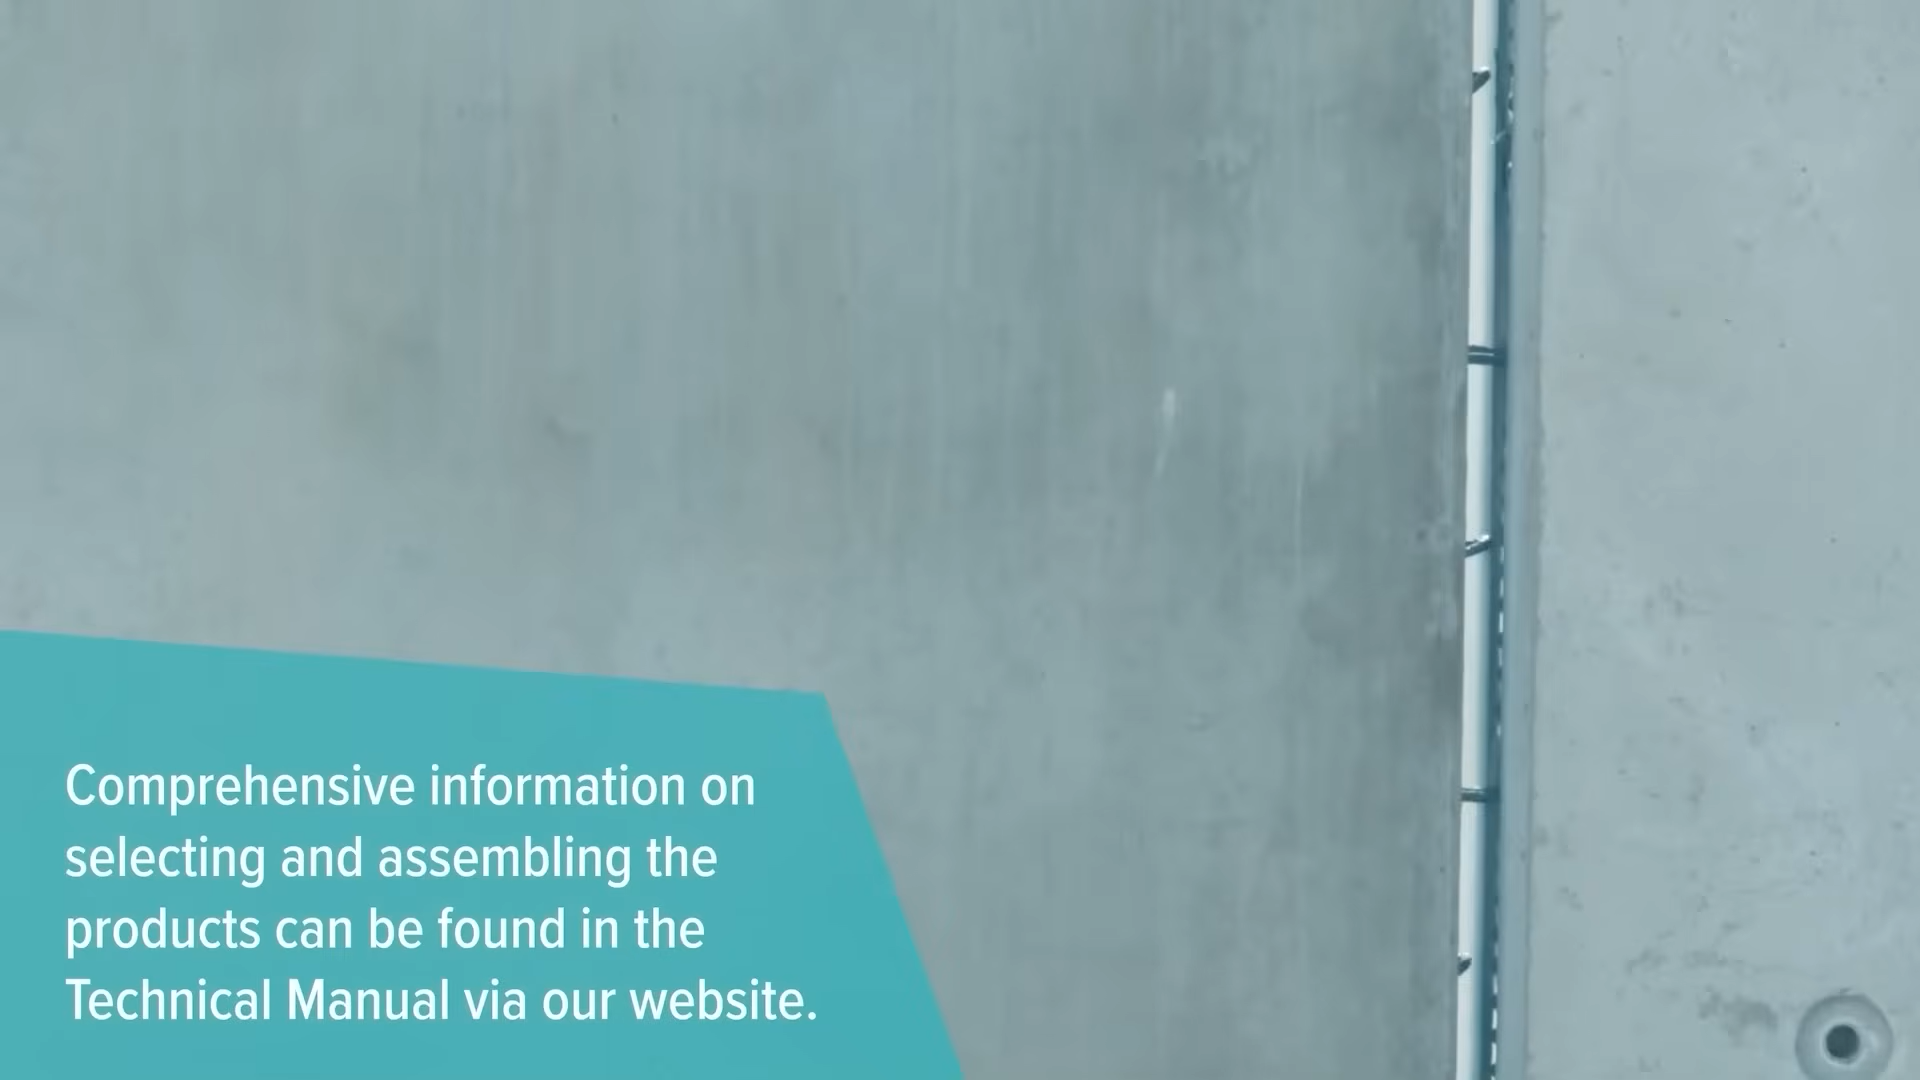 Comprehensive information on
selecting and assembling the
products can be found in the
Technical Manual via our website.